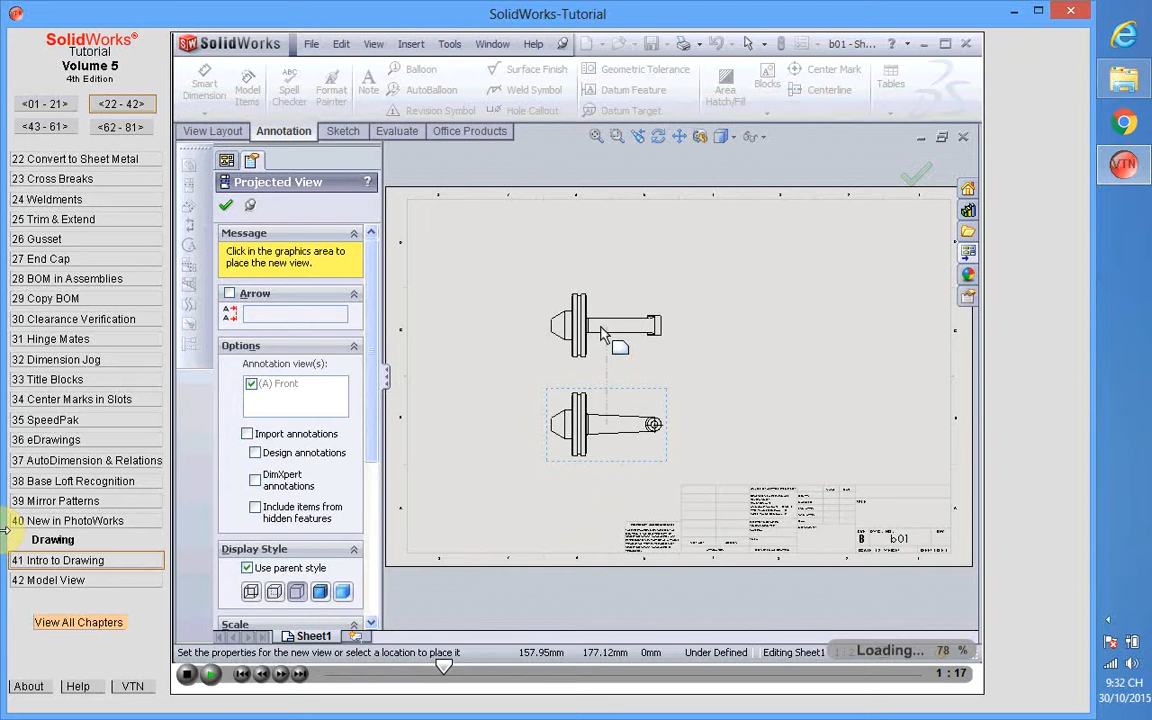 SolidWorks-Tutorial
SolidWorks®
Tutorial
Volume 5
4th Edition
<01 - 21>
<22 - 42>
<43 - 61>
<62 - 81>
22 Convert to Sheet Metal
23 Cross Breaks
24 Weldments
25 Trim & Extend
26 Gusset
27 End Cap
28 BOM in Assemblies
29 Copy BOM
30 Clearance Verification
31 Hinge Mates
32 Dimension Jog
33 Title Blocks
34 Center Marks in Slots
35 SpeedPak
36 eDrawings
37 AutoDimension & Relations
38 Base Loft Recognition
39 Mirror Patterns
40 New in PhotoWorks
Drawing
41 Intro to Drawing
42 Model View
View All Chapters
About
Help
VTN
SolidWorks
File
Edit
View
Insert
Tools
Window
Help
b01 - Sh...
Smart
Dimension
Model
Items
Spell
Checker
Format
Painter
Note
Balloon
AutoBalloon
Revision Symbol
Surface Finish
Weld Symbol
Hole Callout
Geometric Tolerance
Datum Feature
Datum Target
Area
Hatch/Fill
Blocks
Center Mark
Centerline
Tables
View Layout
Annotation
Sketch
Evaluate
Office Products
Projected View
?
Message
Click in the graphics area to
place the new view.
Arrow
Options
Annotation view(s):
(A) Front
Import annotations
Design annotations
DimXpert
annotations
Include items from
hidden features
Display Style
Use parent style
Scale
Sheet1
B
b01
Set the properties for the new view or select a location to place it
157.95mm
177.12mm
0mm
Under Defined
Editing Sheet1
Loading... 78 %
1 : 17
VTN
9:32 CH
30/10/2015